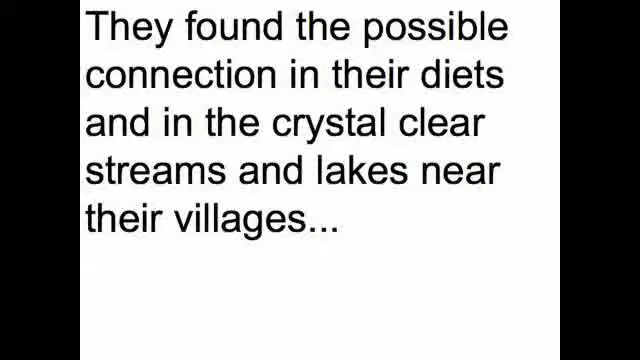 They found the possible
connection in their diets
and in the crystal clear
streams and lakes near
their villages...